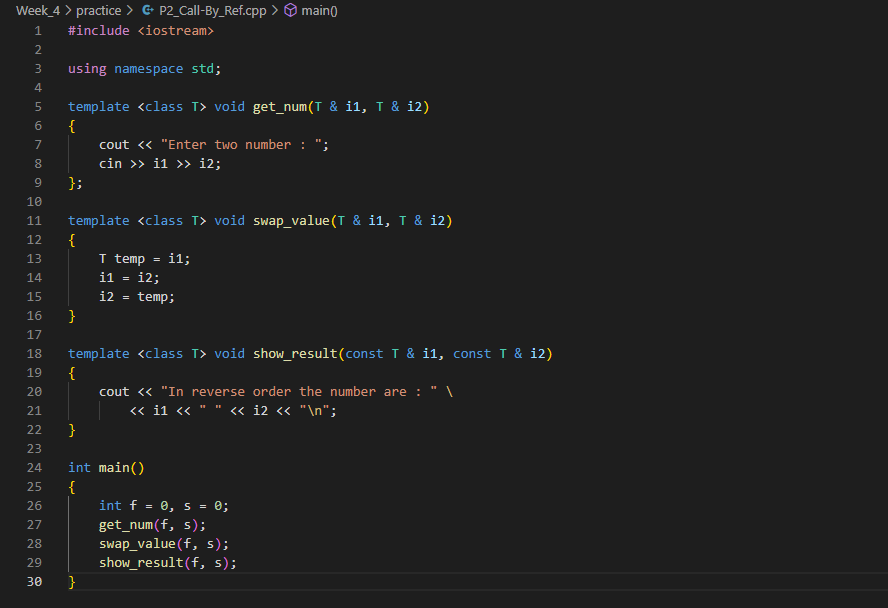 Week_4 > practice > P2_Call-By_Ref.cpp > main()
1 #include <iostream>
2
3 using namespace std;
4
5 template <class T> void get_num(T & i1, T & i2)
6 {
7     cout << "Enter two number : ";
8     cin >> i1 >> i2;
9 };
10
11 template <class T> void swap_value(T & i1, T & i2)
12 {
13     T temp = i1;
14     i1 = i2;
15     i2 = temp;
16 }
17
18 template <class T> void show_result(const T & i1, const T & i2)
19 {
20     cout << "In reverse order the number are : " \
21         << i1 << " " << i2 << "\n";
22 }
23
24 int main()
25 {
26     int f = 0, s = 0;
27     get_num(f, s);
28     swap_value(f, s);
29     show_result(f, s);
30 }